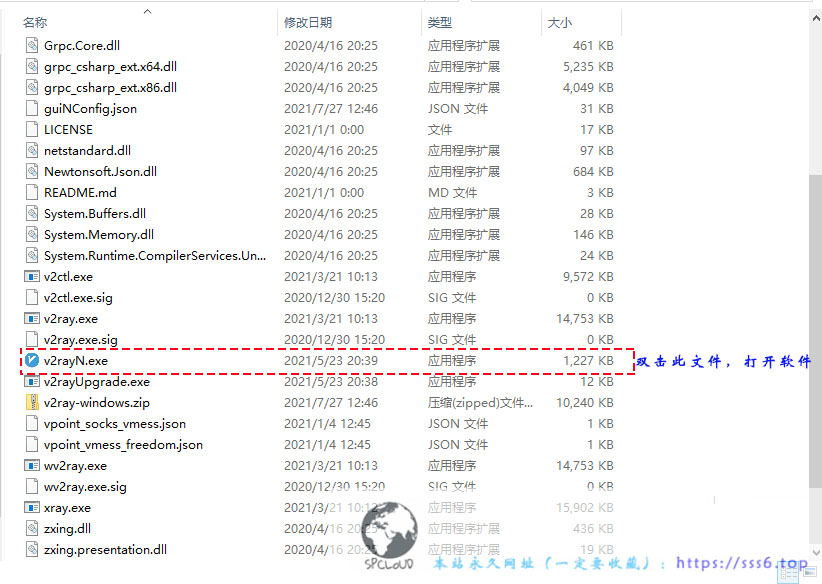 名称 修改日期 类型 大小
Grpc.Core.dll 2020/4/16 20:25 应用程序扩展 461 KB
grpc_csharp_ext.x64.dll 2020/4/16 20:25 应用程序扩展 5,235 KB
grpc_csharp_ext.x86.dll 2020/4/16 20:25 应用程序扩展 4,049 KB
guiNConfig.json 2021/7/27 12:46 JSON 文件 31 KB
LICENSE 2021/1/1 0:00 文件 17 KB
netstandard.dll 2020/4/16 20:25 应用程序扩展 97 KB
Newtonsoft.Json.dll 2020/4/16 20:25 应用程序扩展 684 KB
README.md 2021/1/1 0:00 MD 文件 3 KB
System.Buffers.dll 2020/4/16 20:25 应用程序扩展 28 KB
System.Memory.dll 2020/4/16 20:25 应用程序扩展 146 KB
System.Runtime.CompilerServices.Un... 2020/4/16 20:25 应用程序扩展 24 KB
v2ctl.exe 2021/3/21 10:13 应用程序 9,572 KB
v2ctl.exe.sig 2020/12/30 15:20 SIG 文件 0 KB
v2ray.exe 2021/3/21 10:13 应用程序 14,753 KB
v2ray.exe.sig 2020/12/30 15:20 SIG 文件 0 KB
v2rayN.exe 2021/5/23 20:39 应用程序 1,227 KB 双击此文件，打开软件
v2rayUpgrade.exe 2021/5/23 20:38 应用程序 12 KB
v2ray-windows.zip 2021/7/27 12:46 压缩(zipped)文件... 10,240 KB
vpoint_socks_vmess.json 2021/1/4 12:45 JSON 文件 1 KB
vpoint_vmess_freedom.json 2021/1/4 12:45 JSON 文件 1 KB
wv2ray.exe 2021/3/21 10:13 应用程序 14,753 KB
wv2ray.exe.sig 2020/12/30 15:20 SIG 文件 0 KB
xray.exe 2021/3/21 10:13 应用程序 15,902 KB
zxing.dll 2020/4/16 20:25 应用程序扩展 436 KB
zxing.presentation.dll 2020/4/16 20:25 应用程序扩展 19 KB
SPCLOUD 本站永久网址（一定要收藏）：https://sss6.top